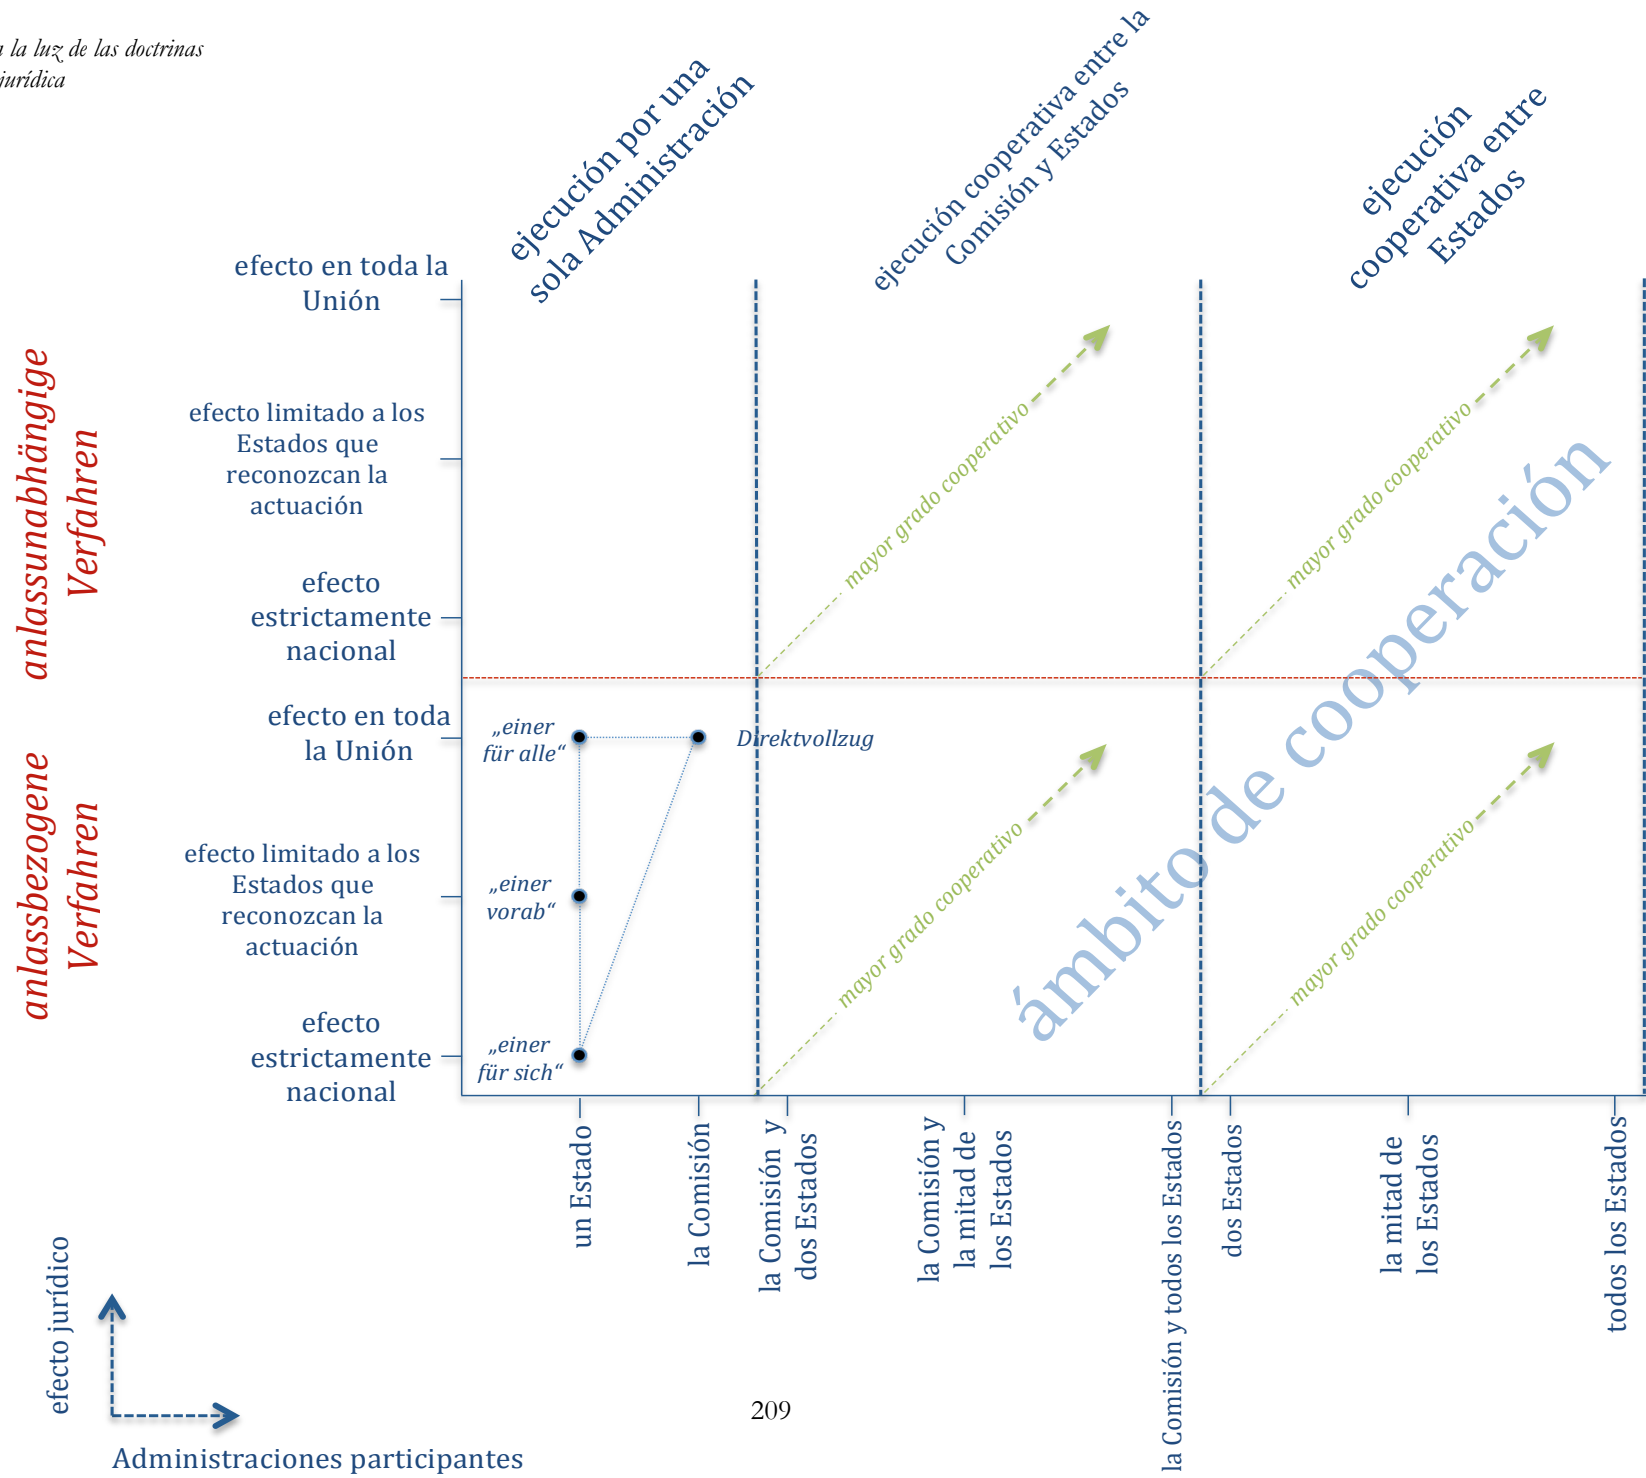 a la luz de las doctrinas
jurídica
ejecución por una
sola Administración
ejecución cooperativa entre la
Comisión y Estados
ejecución
cooperativa entre
Estados
anlassunabhängige
Verfahren
efecto en toda la
Unión
efecto limitado a los
Estados que
reconozcan la
actuación
efecto
estrictamente
nacional
mayor grado cooperativo
mayor grado cooperativo
anlassbezogene
Verfahren
efecto en toda
la Unión
efecto limitado a los
Estados que
reconozcan la
actuación
efecto
estrictamente
nacional
„einer
für alle“
Direktvollzug
„einer
vorab“
„einer
für sich“
mayor grado cooperativo
mayor grado cooperativo
ámbito de cooperación
un Estado
la Comisión
la Comisión y
dos Estados
la Comisión y
la mitad de
los Estados
la Comisión y todos los Estados
dos Estados
la mitad de
los Estados
todos los Estados
efecto jurídico
Administraciones participantes
209